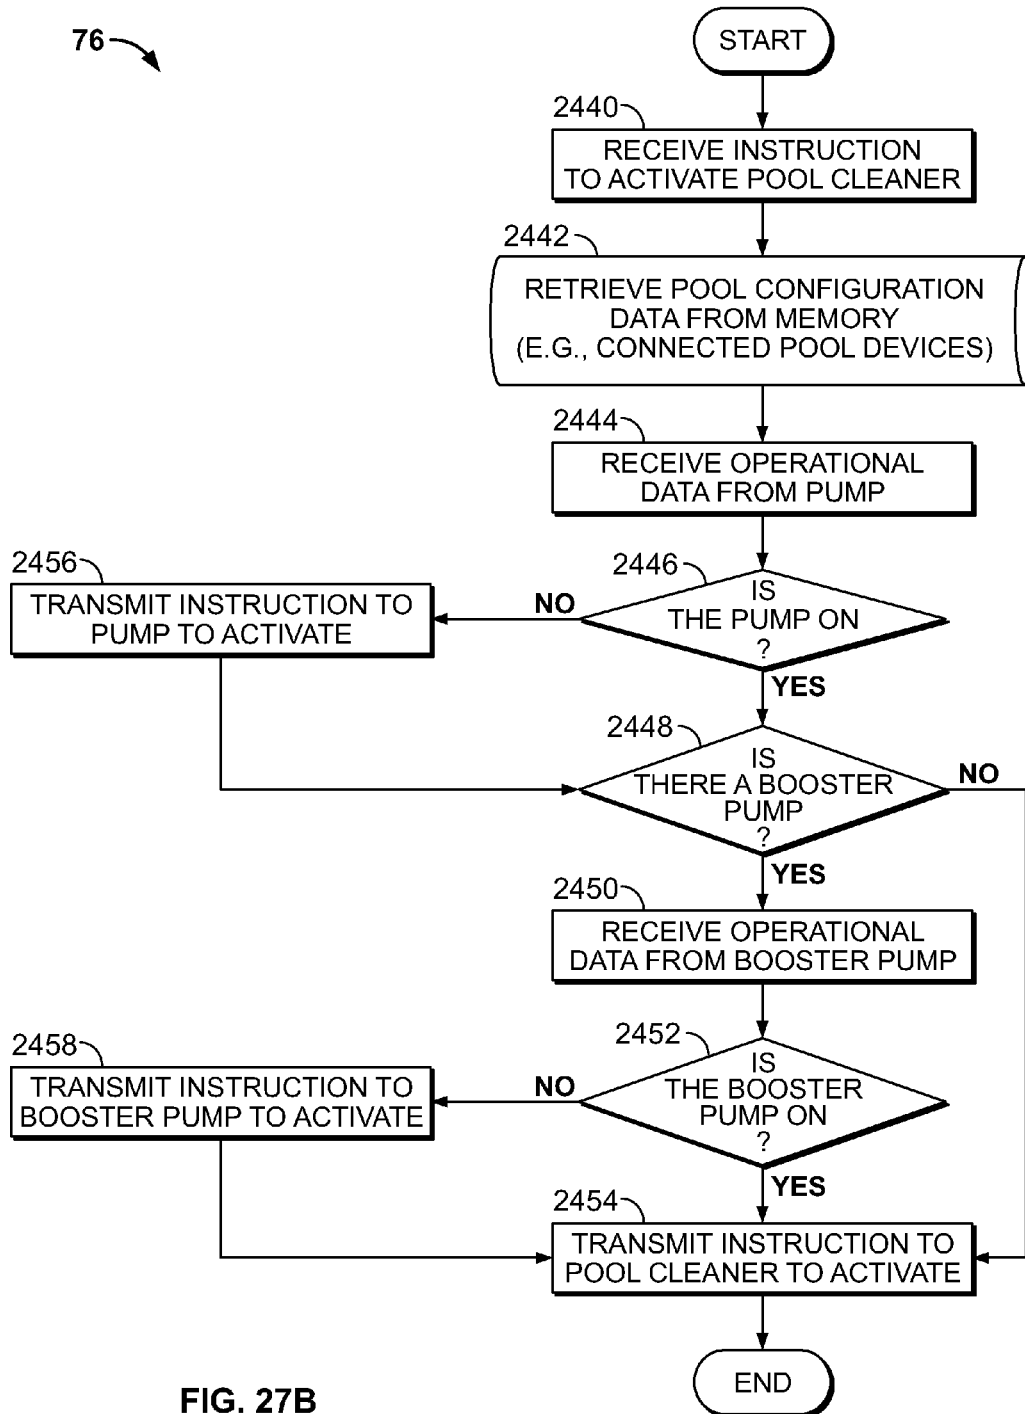 76
START
2440
RECEIVE INSTRUCTION
TO ACTIVATE POOL CLEANER
2442
RETRIEVE POOL CONFIGURATION
DATA FROM MEMORY
(E.G., CONNECTED POOL DEVICES)
2444
RECEIVE OPERATIONAL
DATA FROM PUMP
2446
IS
THE PUMP ON
?
NO
YES
2456
TRANSMIT INSTRUCTION TO
PUMP TO ACTIVATE
2448
IS
THERE A BOOSTER
PUMP
?
NO
YES
2450
RECEIVE OPERATIONAL
DATA FROM BOOSTER PUMP
2452
IS
THE BOOSTER
PUMP ON
?
NO
YES
2458
TRANSMIT INSTRUCTION TO
BOOSTER PUMP TO ACTIVATE
2454
TRANSMIT INSTRUCTION TO
POOL CLEANER TO ACTIVATE
END
FIG. 27B